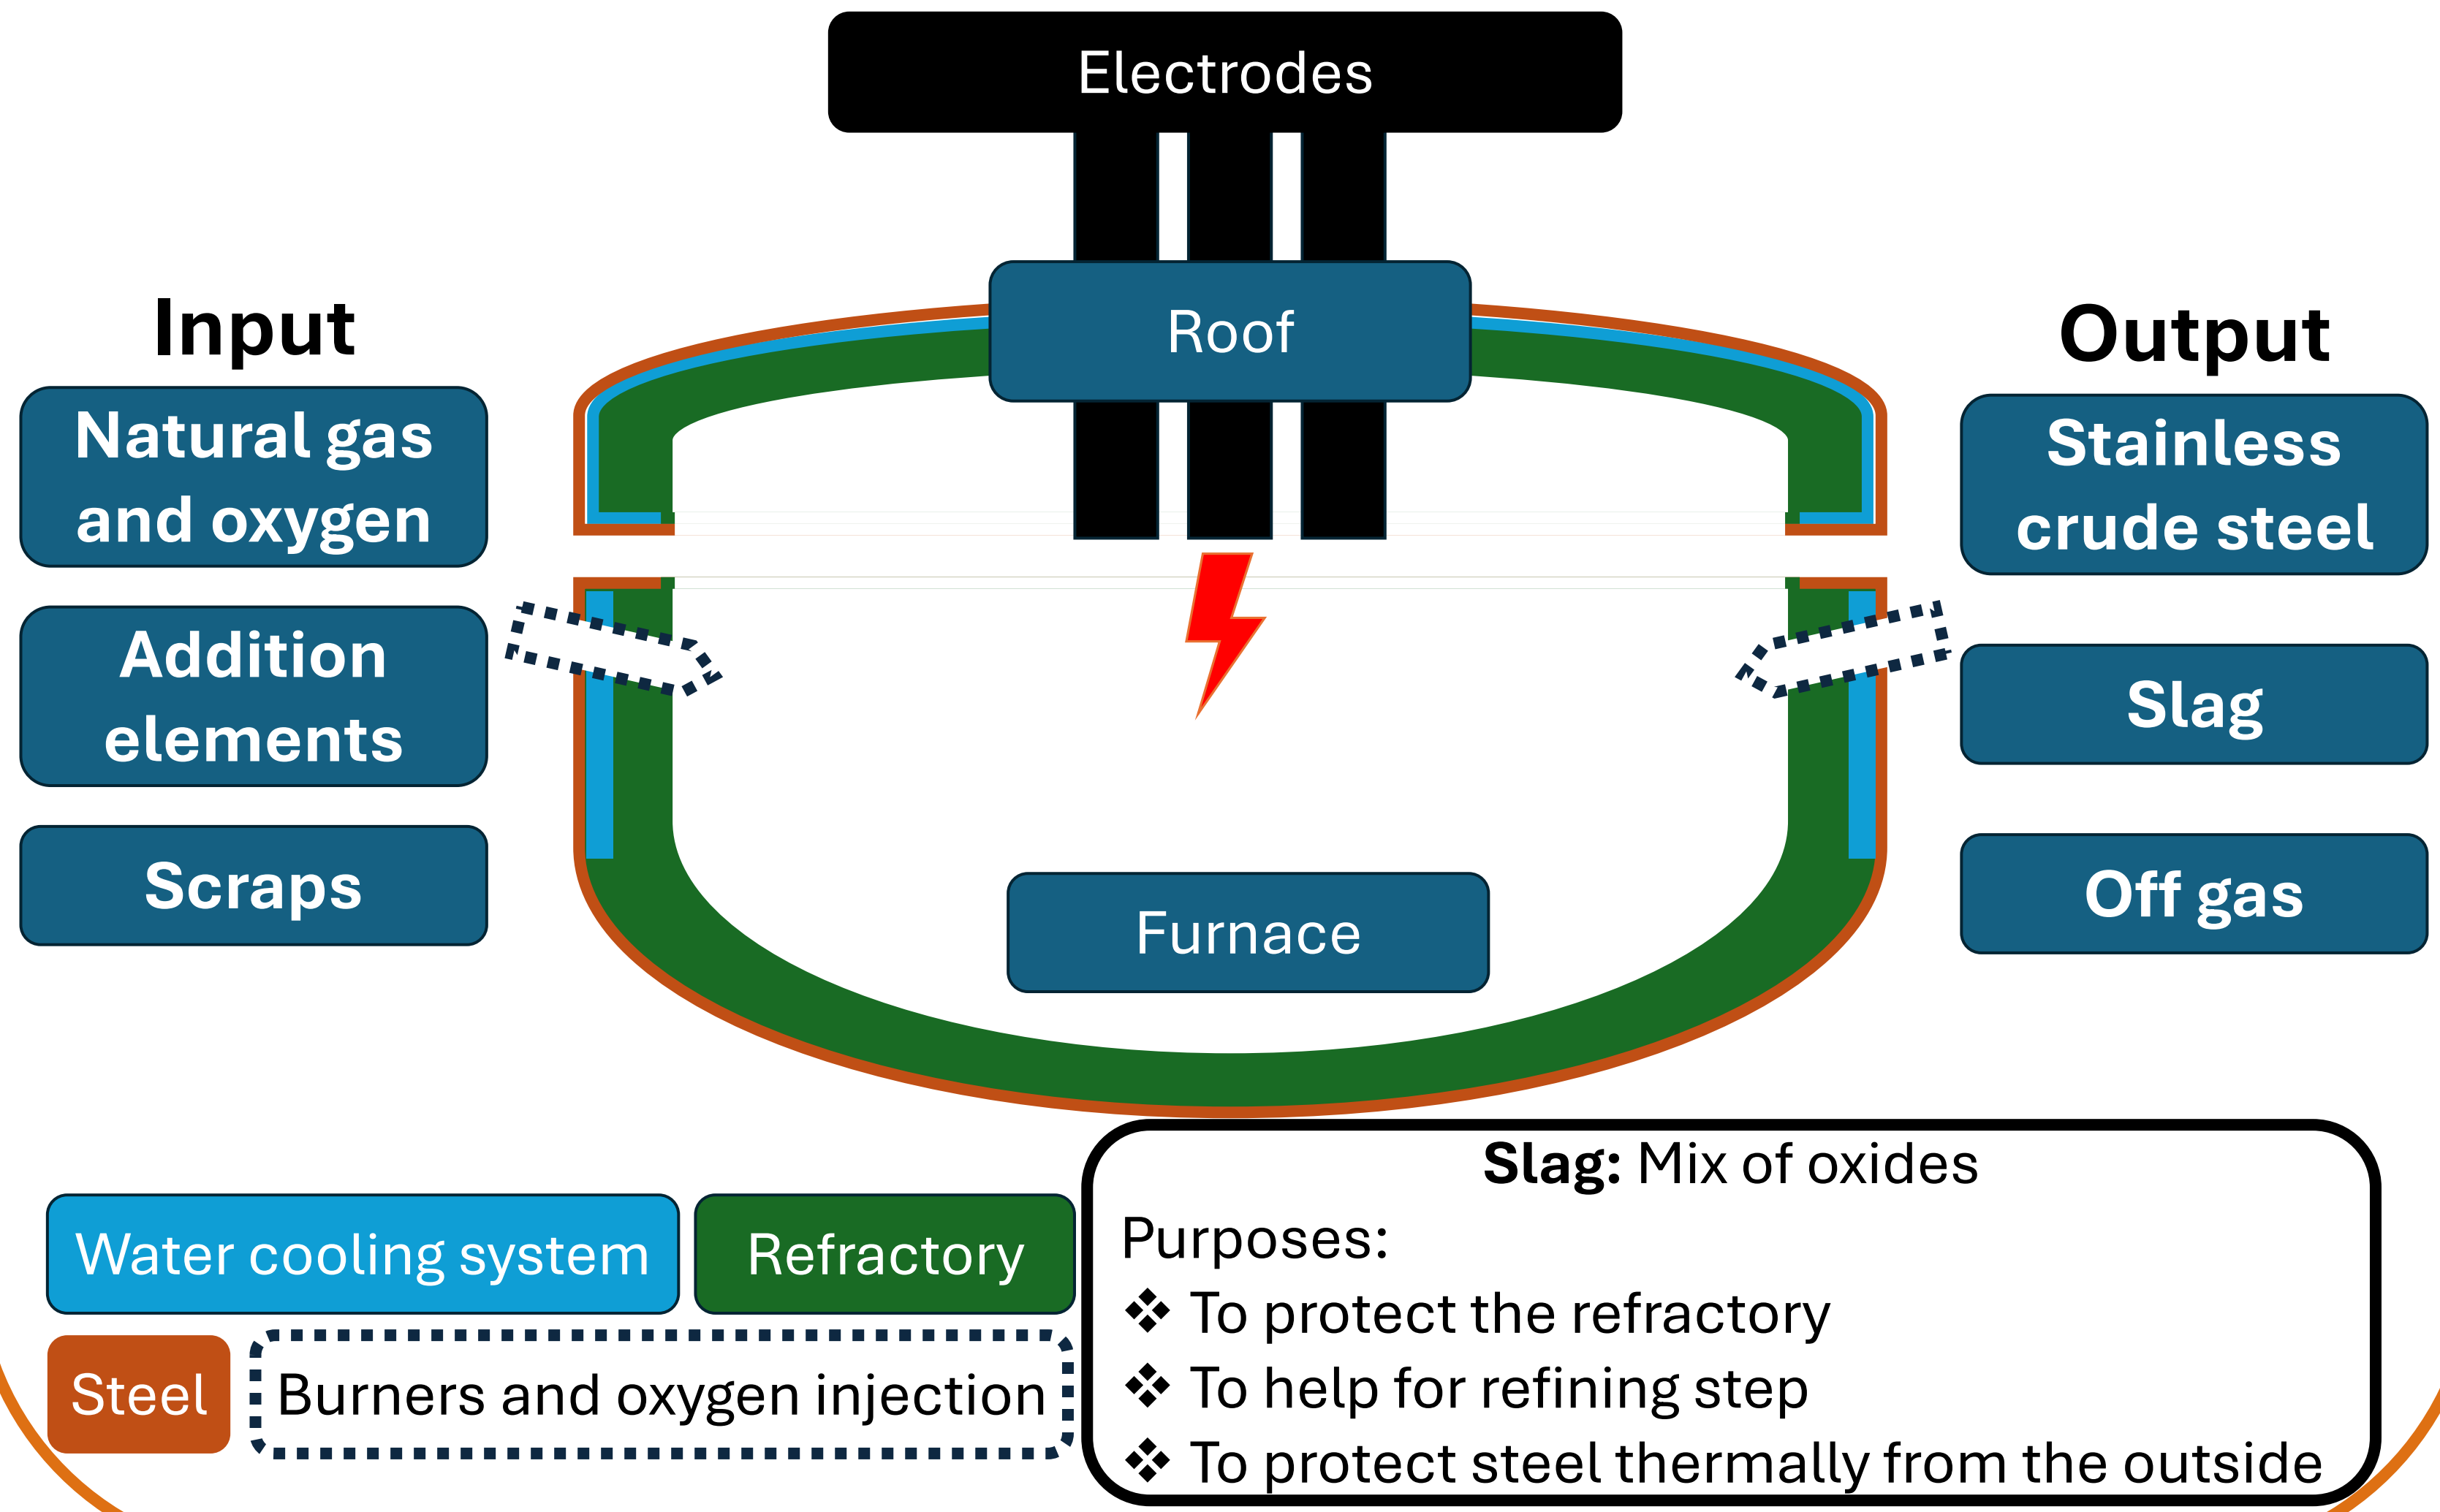 Electrodes
Roof
Input
Natural gas
and oxygen
Addition
elements
Scraps
Output
Stainless
crude steel
Slag
Off gas
Furnace
Water cooling system
Refractory
Steel
Burners and oxygen injection
Slag: Mix of oxides
Purposes:
❖ To protect the refractory
❖ To help for refining step
❖ To protect steel thermally from the outside